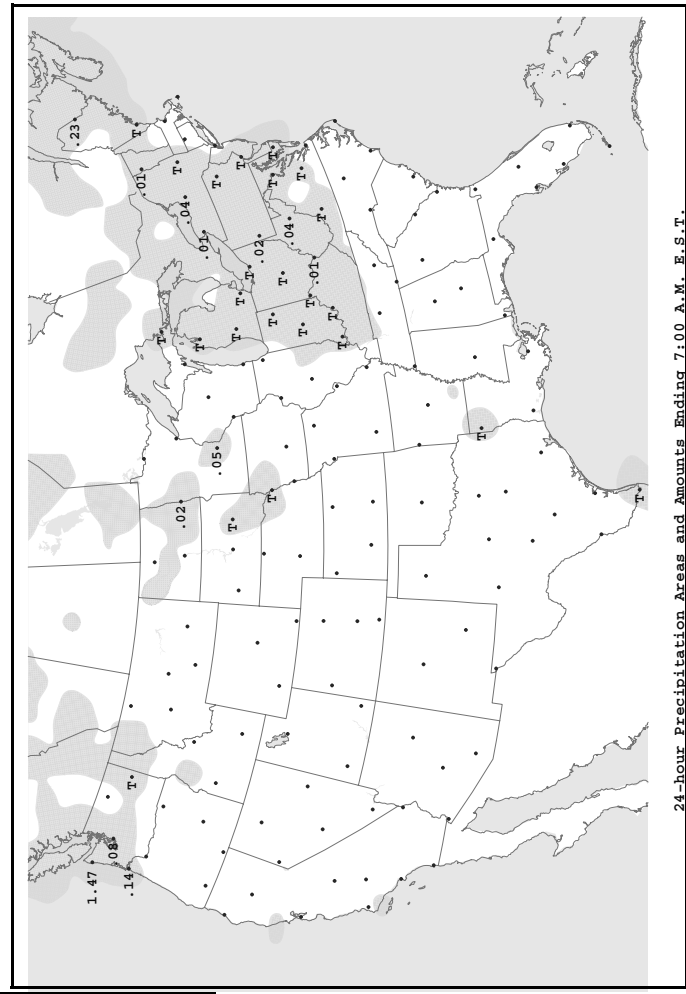 1.47
.08
.14
T
.02
T
T
.05
T
T
T
T
T
T
T
T
T
T
T
T
T
.01
.02
.04
.01
.04
.01
T
T
T
T
T
T
T
T
.23
24-hour Precipitation Areas and Amounts Ending 7:00 A.M. E.S.T.